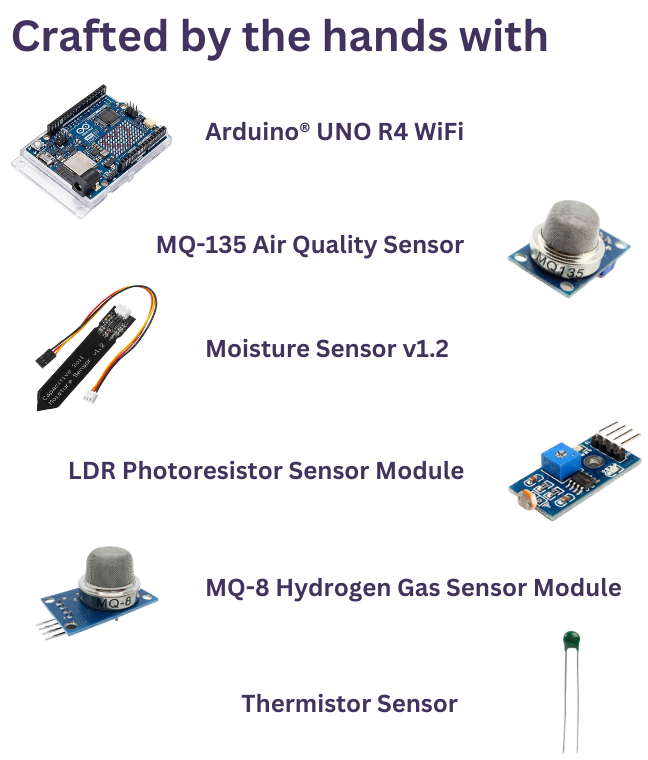 Crafted by the hands with
Arduino® UNO R4 WiFi
MQ-135 Air Quality Sensor
MQ135
Moisture Sensor v1.2
Capacitive Soil
Moisture Sensor v1.2
LDR Photoresistor Sensor Module
MQ-8 Hydrogen Gas Sensor Module
MQ-8
Thermistor Sensor